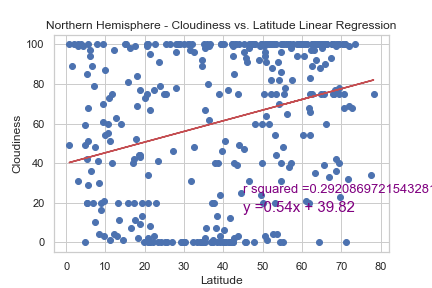 Northern Hemisphere - Cloudiness vs. Latitude Linear Regression
100
80
60
40
20
0
Cloudiness
r squared =0.2920869721543281
y =0.54x + 39.82
0 10 20 30 40 50 60 70 80
Latitude